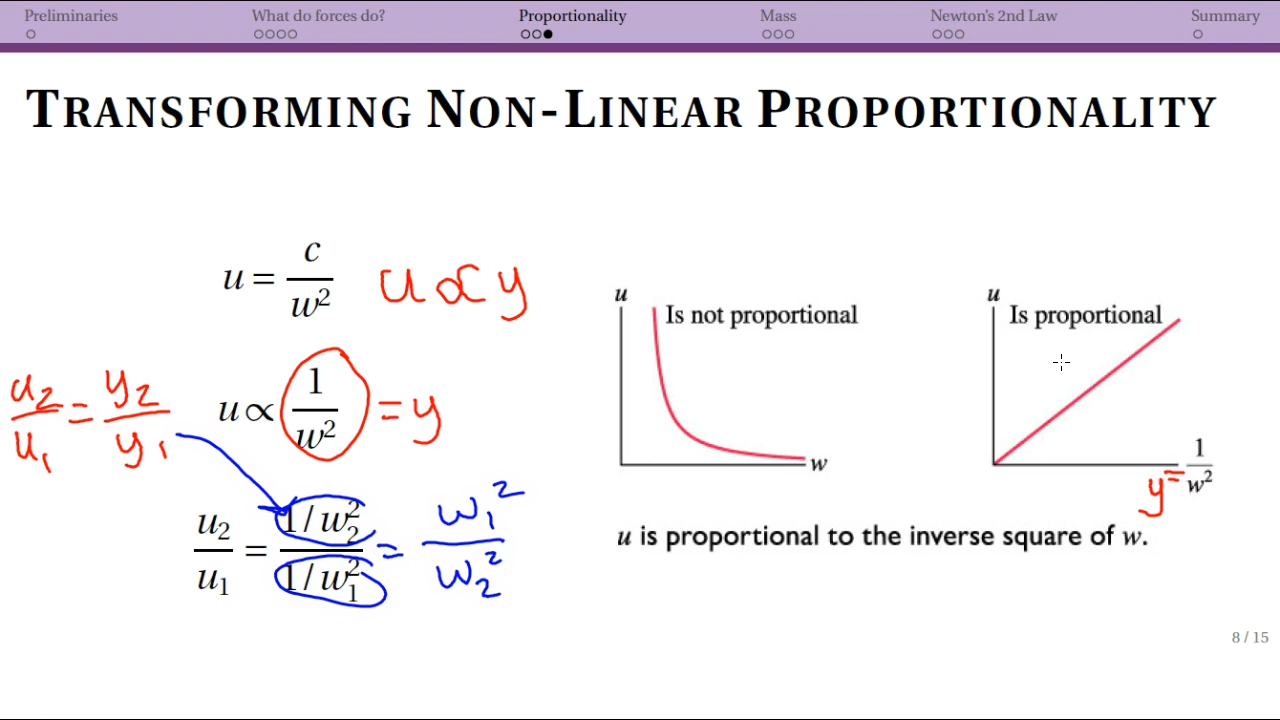 Preliminaries What do forces do? Proportionality Mass Newton's 2nd Law Summary
TRANSFORMING NON-LINEAR PROPORTIONALITY
u = c / w²
u ∝ y
u₂/u₁ = y₂/y₁
u ∝ 1/w² = y
u₂/u₁ = (1/w₂²)/(1/w₁²) = w₁²/w₂²
u
Is not proportional
w
u
Is proportional
y = 1/w²
u is proportional to the inverse square of w.
8 / 15